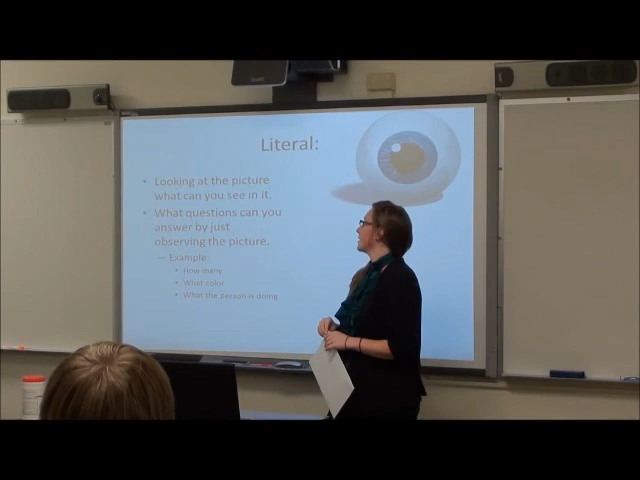 Literal:
• Looking at the picture
what can you see in it.
• What questions can you
answer by just
observing the picture.
– Example:
• How many
• What color
• What the person is doing